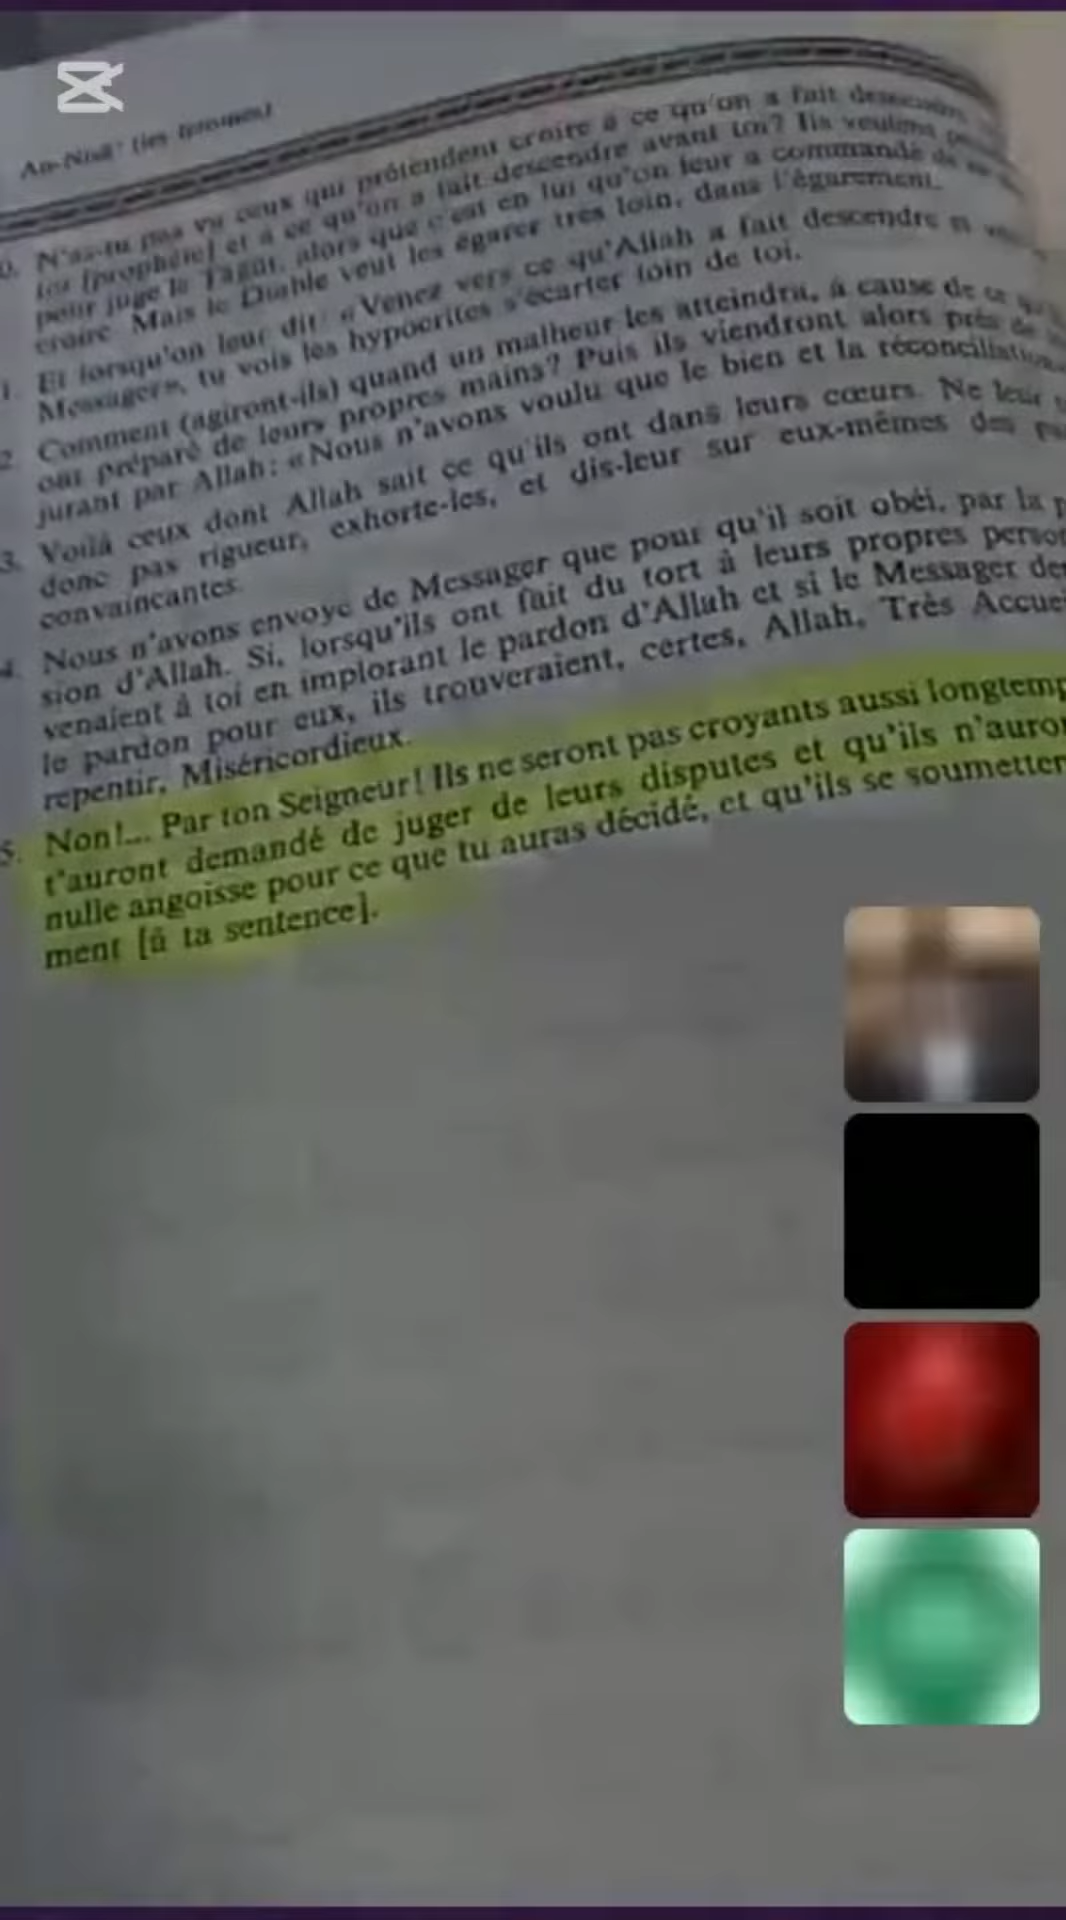 An-Nisâ' (les femmes)
N'as-tu pas vu ceux qui prétendent croire à ce qu'on a fait descendre
toi [prophète] et à ce qu'on a fait descendre avant toi? Ils veulent
pour juge le Tâgût, alors que c'est en lui qu'on leur a commandé de
croire. Mais le Diable veut les égarer très loin, dans l'égarement.
1. Et lorsqu'on leur dit: «Venez vers ce qu'Allah a fait descendre et
Messager», tu vois les hypocrites s'écarter loin de toi.
2. Comment (agiront-ils) quand un malheur les atteindra, à cause de ce
ont préparé de leurs propres mains? Puis ils viendront alors près de
jurant par Allah: «Nous n'avons voulu que le bien et la réconciliation
3. Voilà ceux dont Allah sait ce qu'ils ont dans leurs cœurs. Ne leur
donc pas rigueur, exhorte-les, et dis-leur sur eux-mêmes des
convaincantes.
4. Nous n'avons envoyé de Messager que pour qu'il soit obéi, par la p
sion d'Allah. Si, lorsqu'ils ont fait du tort à leurs propres person
venaient à toi en implorant le pardon d'Allah et si le Messager de
le pardon pour eux, ils trouveraient, certes, Allah, Très Accuei
repentir, Miséricordieux.
5. Non!... Par ton Seigneur! Ils ne seront pas croyants aussi longtemp
t'auront demandé de juger de leurs disputes et qu'ils n'auro
nulle angoisse pour ce que tu auras décidé, et qu'ils se soumetten
ment [à ta sentence].